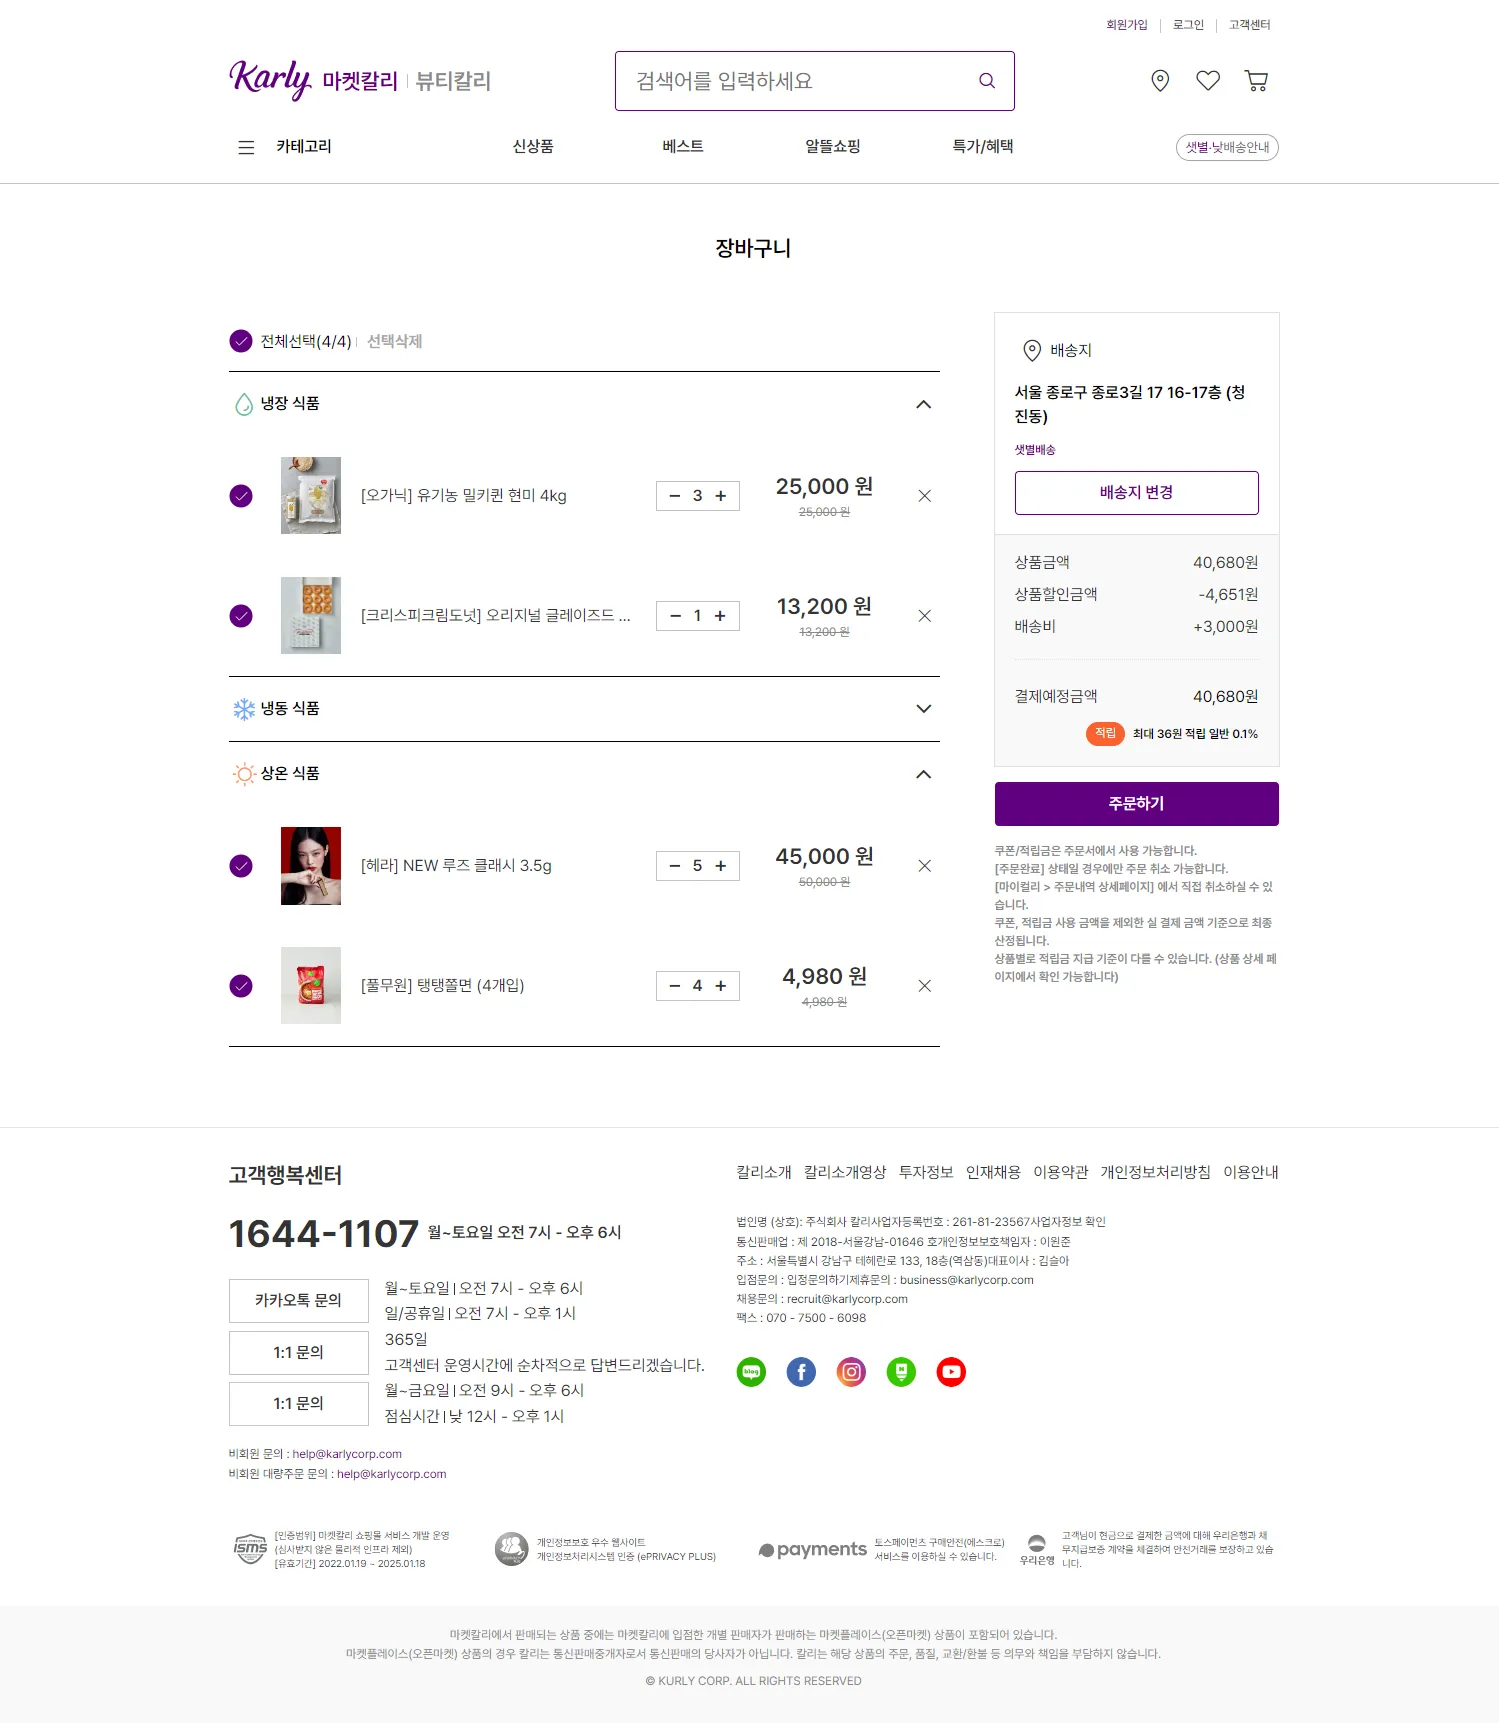 회원가입 로그인 고객센터
Karly 마켓칼리 뷰티칼리
검색어를 입력하세요
카테고리 신상품 베스트 알뜰쇼핑 특가/혜택 샛별·낮배송안내
장바구니
전체선택(4/4) 선택삭제
냉장 식품
[오가닉] 유기농 밀키퀸 현미 4kg
3
25,000 원
25,000 원
[크리스피크림도넛] 오리지널 글레이즈드 ...
1
13,200 원
13,200 원
냉동 식품
상온 식품
[헤라] NEW 루즈 클래시 3.5g
5
45,000 원
50,000 원
[풀무원] 탱탱쫄면 (4개입)
4
4,980 원
4,980 원
배송지
서울 종로구 종로3길 17 16-17층 (청
진동)
샛별배송
배송지 변경
상품금액 40,680원
상품할인금액 -4,651원
배송비 +3,000원
결제예정금액 40,680원
적립 최대 36원 적립 일반 0.1%
주문하기
쿠폰/적립금은 주문서에서 사용 가능합니다.
[주문완료] 상태일 경우에만 주문 취소 가능합니다.
[마이컬리 > 주문내역 상세페이지] 에서 직접 취소하실 수 있
습니다.
쿠폰, 적립금 사용 금액을 제외한 실 결제 금액 기준으로 최종
산정됩니다.
상품별로 적립금 지급 기준이 다를 수 있습니다. (상품 상세 페
이지에서 확인 가능합니다)
고객행복센터
1644-1107 월~토요일 오전 7시 - 오후 6시
카카오톡 문의
월~토요일 | 오전 7시 - 오후 6시
일/공휴일 | 오전 7시 - 오후 1시
1:1 문의
365일
고객센터 운영시간에 순차적으로 답변드리겠습니다.
1:1 문의
월~금요일 | 오전 9시 - 오후 6시
점심시간 | 낮 12시 - 오후 1시
비회원 문의 : help@karlycorp.com
비회원 대량주문 문의 : help@karlycorp.com
칼리소개 칼리소개영상 투자정보 인재채용 이용약관 개인정보처리방침 이용안내
법인명 (상호): 주식회사 칼리사업자등록번호 : 261-81-23567사업자정보 확인
통신판매업 : 제 2018-서울강남-01646 호개인정보보호책임자 : 이원준
주소 : 서울특별시 강남구 테헤란로 133, 18층(역삼동)대표이사 : 김슬아
입점문의 : 입정문의하기제휴문의 : business@karlycorp.com
채용문의 : recruit@karlycorp.com
팩스 : 070 - 7500 - 6098
blog
isms
[인증범위] 마켓칼리 쇼핑몰 서비스 개발 운영
(심사받지 않은 물리적 인프라 제외)
[유효기간] 2022.01.19 ~ 2025.01.18
개인정보보호 우수 웹사이트
개인정보처리시스템 인증 (ePRIVACY PLUS)
payments
토스페이먼츠 구매안전(에스크로)
서비스를 이용하실 수 있습니다.
우리은행
고객님이 현금으로 결제한 금액에 대해 우리은행과 채
무지급보증 계약을 체결하여 안전거래를 보장하고 있습
니다.
마켓칼리에서 판매되는 상품 중에는 마켓칼리에 입점한 개별 판매자가 판매하는 마켓플레이스(오픈마켓) 상품이 포함되어 있습니다.
마켓플레이스(오픈마켓) 상품의 경우 칼리는 통신판매중개자로서 통신판매의 당사자가 아닙니다. 칼리는 해당 상품의 주문, 품질, 교환/환불 등 의무와 책임을 부담하지 않습니다.
© KURLY CORP. ALL RIGHTS RESERVED